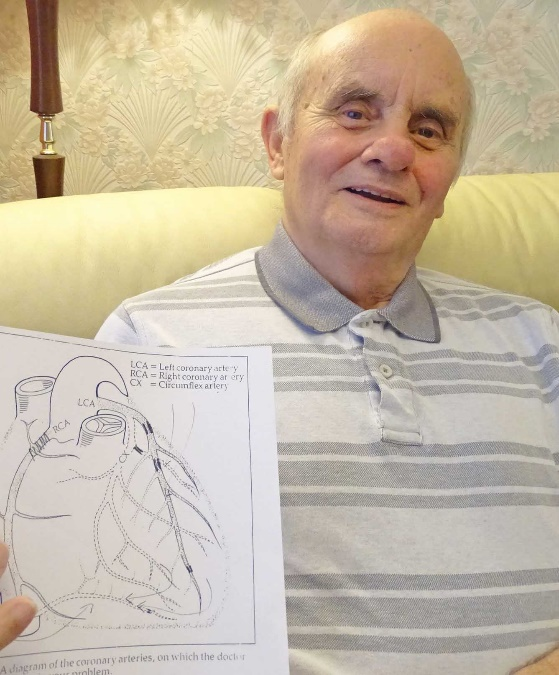 LCA = Left coronary artery
RCA = Right coronary artery
CX = Circumflex artery
LCA
RCA
CX
A diagram of the coronary arteries, on which the doctor
problem.